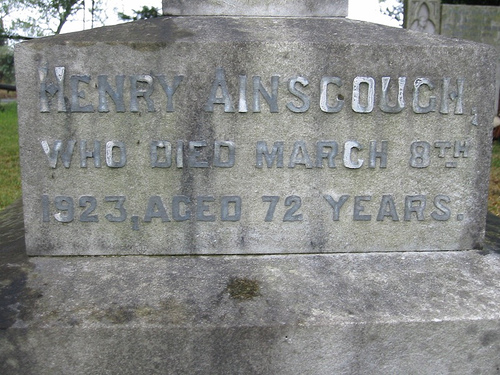 HENRY AINSCOUGH,
WHO DIED MARCH 8TH
1923, AGED 72 YEARS.